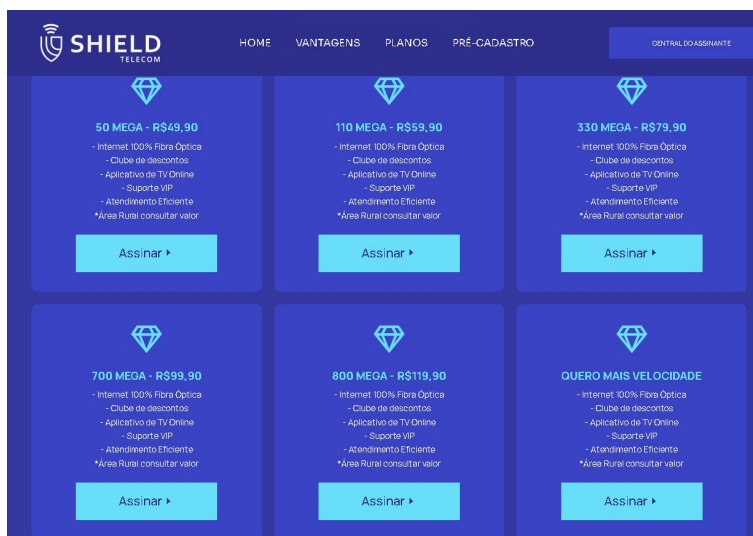 SHIELD
TELECOM
HOME VANTAGENS PLANOS PRÉ-CADASTRO
CENTRAL DO ASSINANTE
50 MEGA - R$49,90
- Internet 100% Fibra Óptica
- Clube de descontos
- Aplicativo de TV Online
- Suporte VIP
- Atendimento Eficiente
*Área Rural consultar valor
Assinar
110 MEGA - R$59,90
- Internet 100% Fibra Óptica
- Clube de descontos
- Aplicativo de TV Online
- Suporte VIP
- Atendimento Eficiente
*Área Rural consultar valor
Assinar
330 MEGA - R$79,90
- Internet 100% Fibra Óptica
- Clube de descontos
- Aplicativo de TV Online
- Suporte VIP
- Atendimento Eficiente
*Área Rural consultar valor
Assinar
700 MEGA - R$99,90
- Internet 100% Fibra Óptica
- Clube de descontos
- Aplicativo de TV Online
- Suporte VIP
- Atendimento Eficiente
*Área Rural consultar valor
Assinar
800 MEGA - R$119,90
- Internet 100% Fibra Óptica
- Clube de descontos
- Aplicativo de TV Online
- Suporte VIP
- Atendimento Eficiente
*Área Rural consultar valor
Assinar
QUERO MAIS VELOCIDADE
- Internet 100% Fibra Óptica
- Clube de descontos
- Aplicativo de TV Online
- Suporte VIP
- Atendimento Eficiente
*Área Rural consultar valor
Assinar